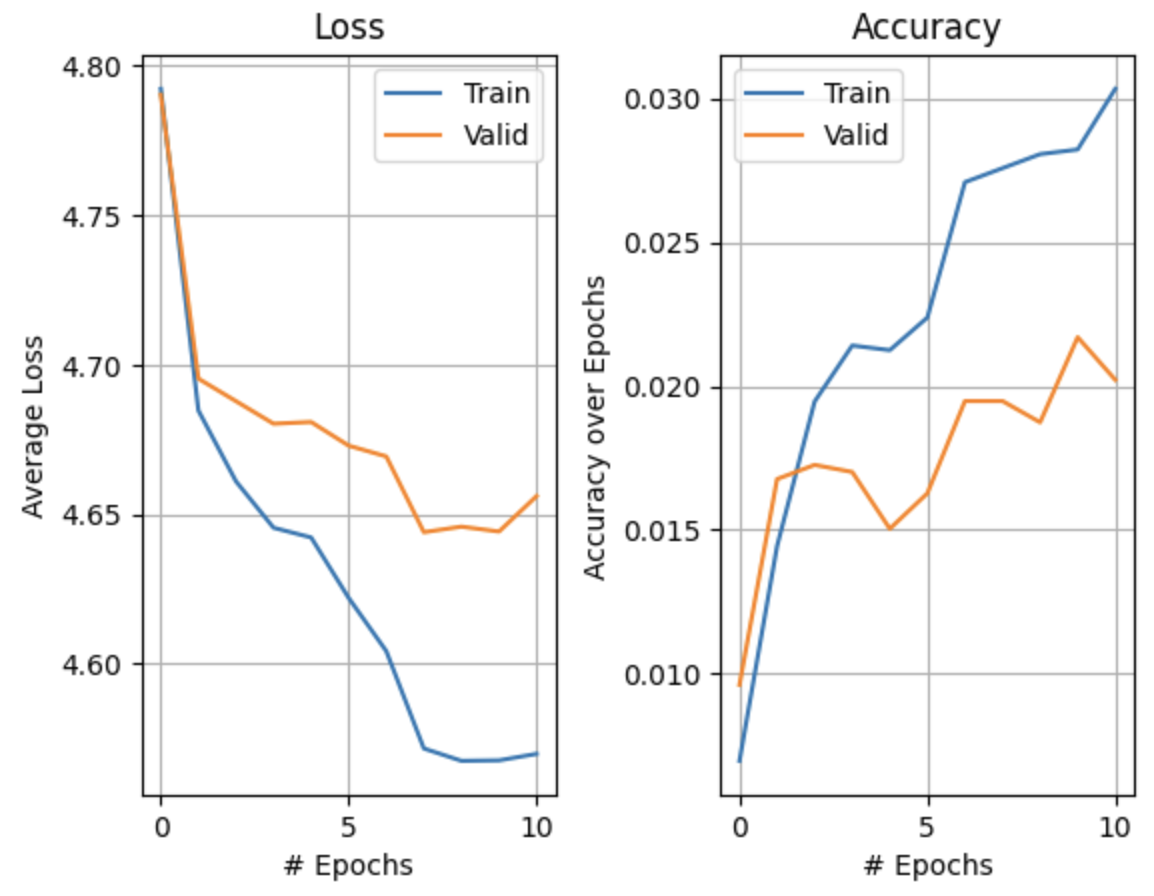 Loss
Average Loss
4.80
4.75
4.70
4.65
4.60
Train
Valid
0
5
10
# Epochs
Accuracy
Accuracy over Epochs
0.030
0.025
0.020
0.015
0.010
Train
Valid
0
5
10
# Epochs